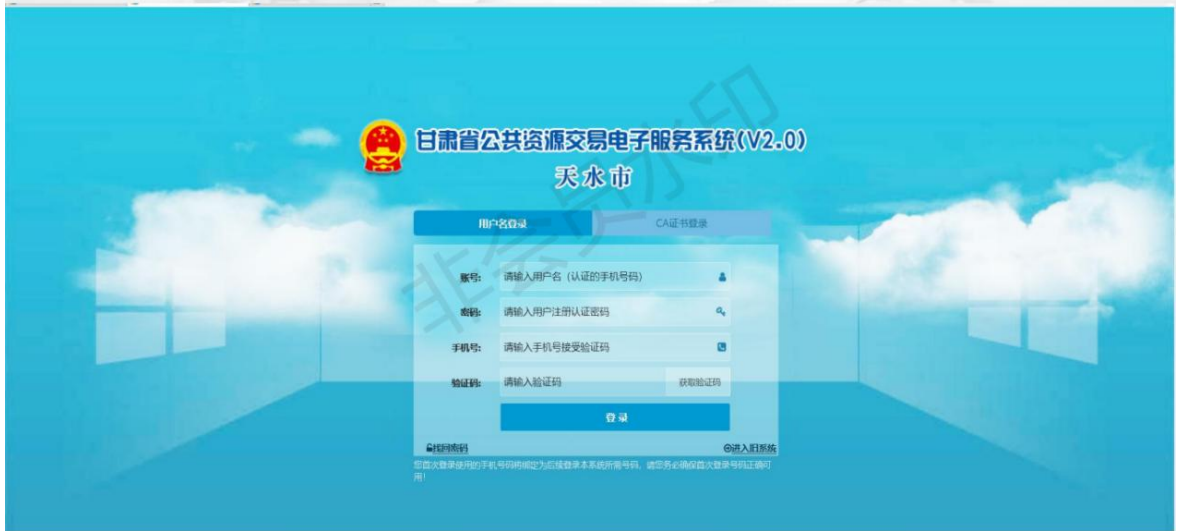 甘肃省公共资源交易电子服务系统(V2.0)
天水市
用户名登录
CA证书登录
账号:
请输入用户名（认证的手机号码）
密码:
请输入用户注册认证密码
手机号:
请输入手机号接受验证码
验证码:
请输入验证码
获取验证码
登录
找回密码
进入旧系统
您首次登录使用的手机号码将绑定为后续登录本系统所需号码，请您务必确保首次登录号码正确可
用！
非会员水印